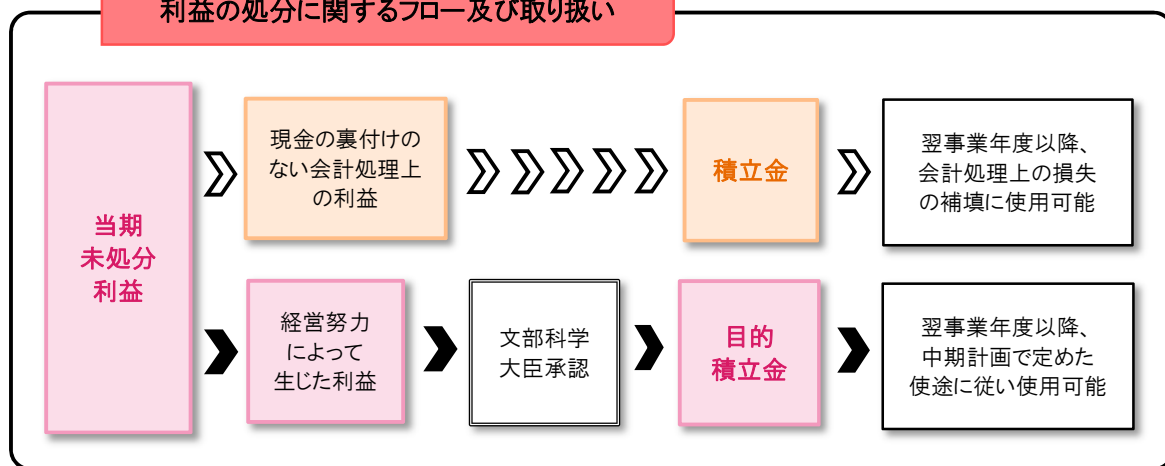 利益の処分に関するフロー及び取り扱い
当期
未処分
利益
現金の裏付けの
ない会計処理上
の利益
積立金
翌事業年度以降、
会計処理上の損失
の補填に使用可能
経営努力
によって
生じた利益
文部科学
大臣承認
目的
積立金
翌事業年度以降、
中期計画で定めた
使途に従い使用可能